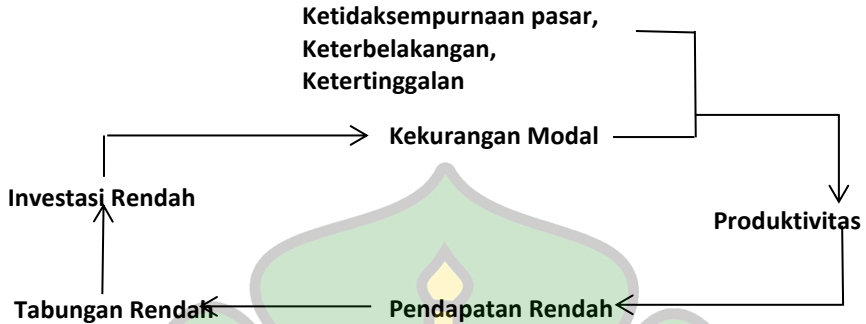 Ketidaksempurnaan pasar,
Keterbelakangan,
Ketertinggalan
Kekurangan Modal
Investasi Rendah
Produktivitas
Tabungan Rendah
Pendapatan Rendah